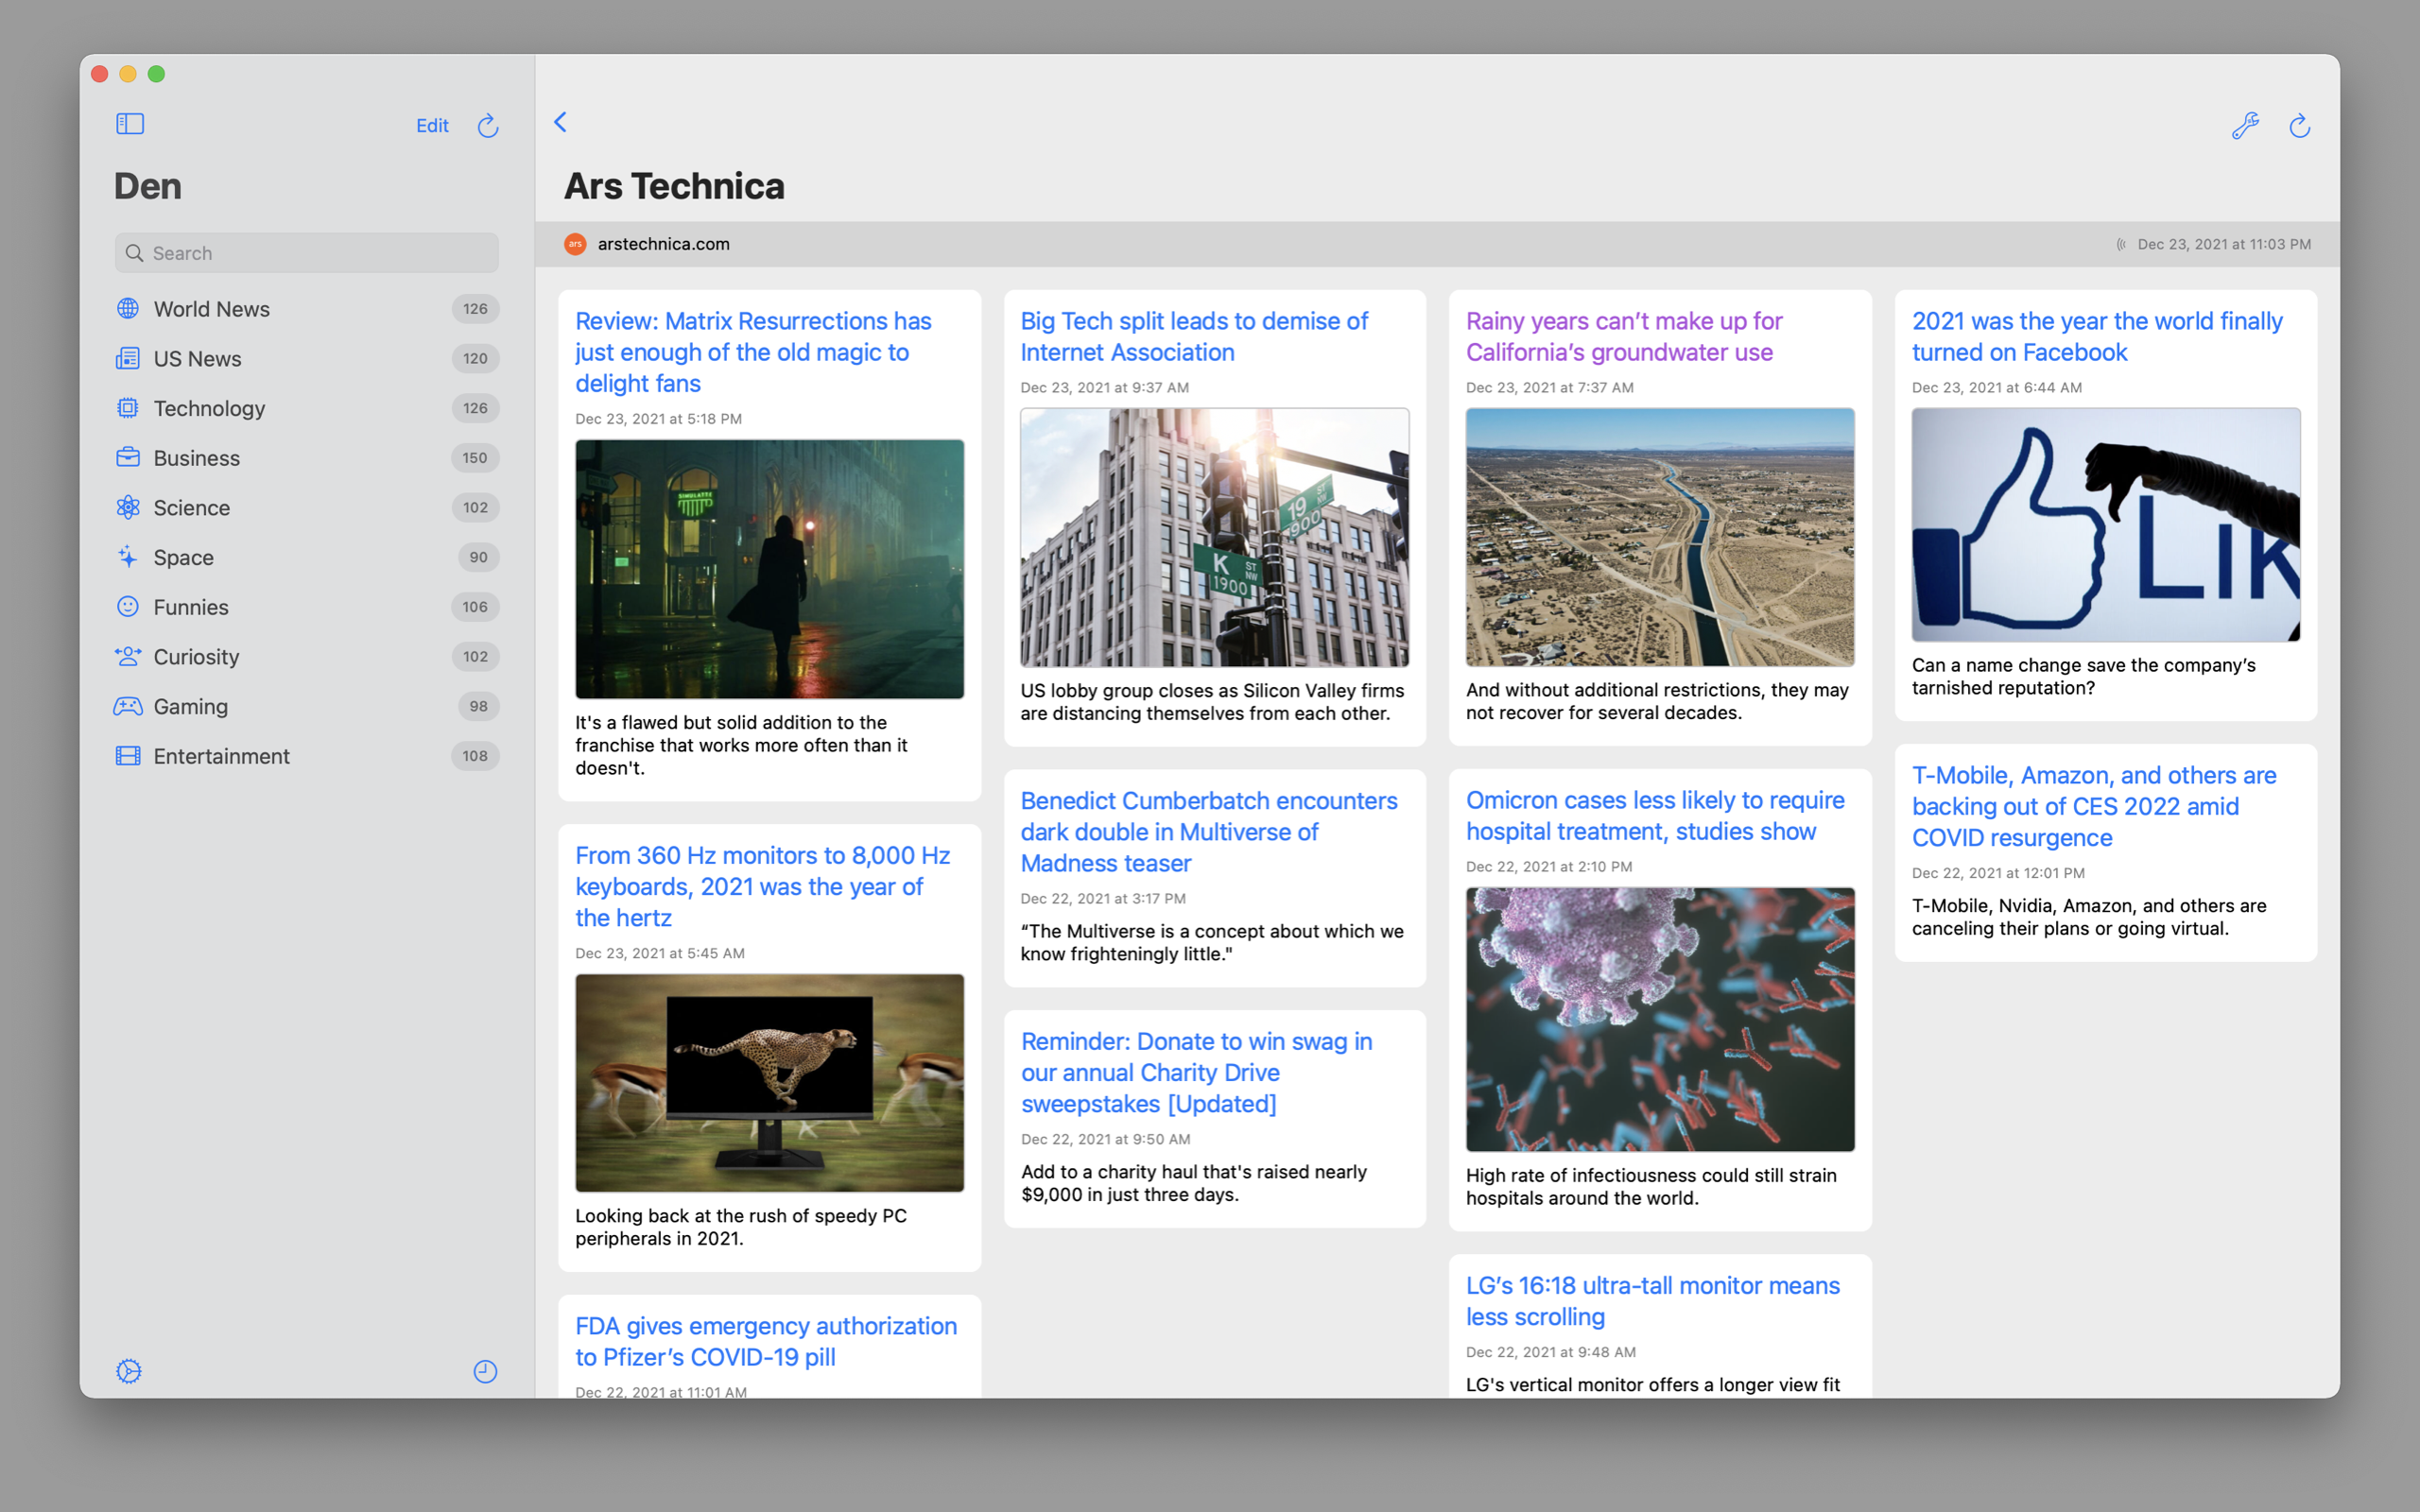 Edit
Den
Search
World News 126
US News 120
Technology 126
Business 150
Science 102
Space 90
Funnies 106
Curiosity 102
Gaming 98
Entertainment 108
Ars Technica
ars arstechnica.com
Dec 23, 2021 at 11:03 PM
Review: Matrix Resurrections has
just enough of the old magic to
delight fans
Dec 23, 2021 at 5:18 PM
SIMULATTE
It's a flawed but solid addition to the
franchise that works more often than it
doesn't.
From 360 Hz monitors to 8,000 Hz
keyboards, 2021 was the year of
the hertz
Dec 23, 2021 at 5:45 AM
Looking back at the rush of speedy PC
peripherals in 2021.
FDA gives emergency authorization
to Pfizer’s COVID-19 pill
Dec 22, 2021 at 11:01 AM
Big Tech split leads to demise of
Internet Association
Dec 23, 2021 at 9:37 AM
19 ST NW
1900
K ST NW
1900
US lobby group closes as Silicon Valley firms
are distancing themselves from each other.
Benedict Cumberbatch encounters
dark double in Multiverse of
Madness teaser
Dec 22, 2021 at 3:17 PM
“The Multiverse is a concept about which we
know frighteningly little."
Reminder: Donate to win swag in
our annual Charity Drive
sweepstakes [Updated]
Dec 22, 2021 at 9:50 AM
Add to a charity haul that's raised nearly
$9,000 in just three days.
Rainy years can’t make up for
California’s groundwater use
Dec 23, 2021 at 7:37 AM
And without additional restrictions, they may
not recover for several decades.
Omicron cases less likely to require
hospital treatment, studies show
Dec 22, 2021 at 2:10 PM
High rate of infectiousness could still strain
hospitals around the world.
LG’s 16:18 ultra-tall monitor means
less scrolling
Dec 22, 2021 at 9:48 AM
LG's vertical monitor offers a longer view fit
2021 was the year the world finally
turned on Facebook
Dec 23, 2021 at 6:44 AM
Lik
Can a name change save the company’s
tarnished reputation?
T-Mobile, Amazon, and others are
backing out of CES 2022 amid
COVID resurgence
Dec 22, 2021 at 12:01 PM
T-Mobile, Nvidia, Amazon, and others are
canceling their plans or going virtual.